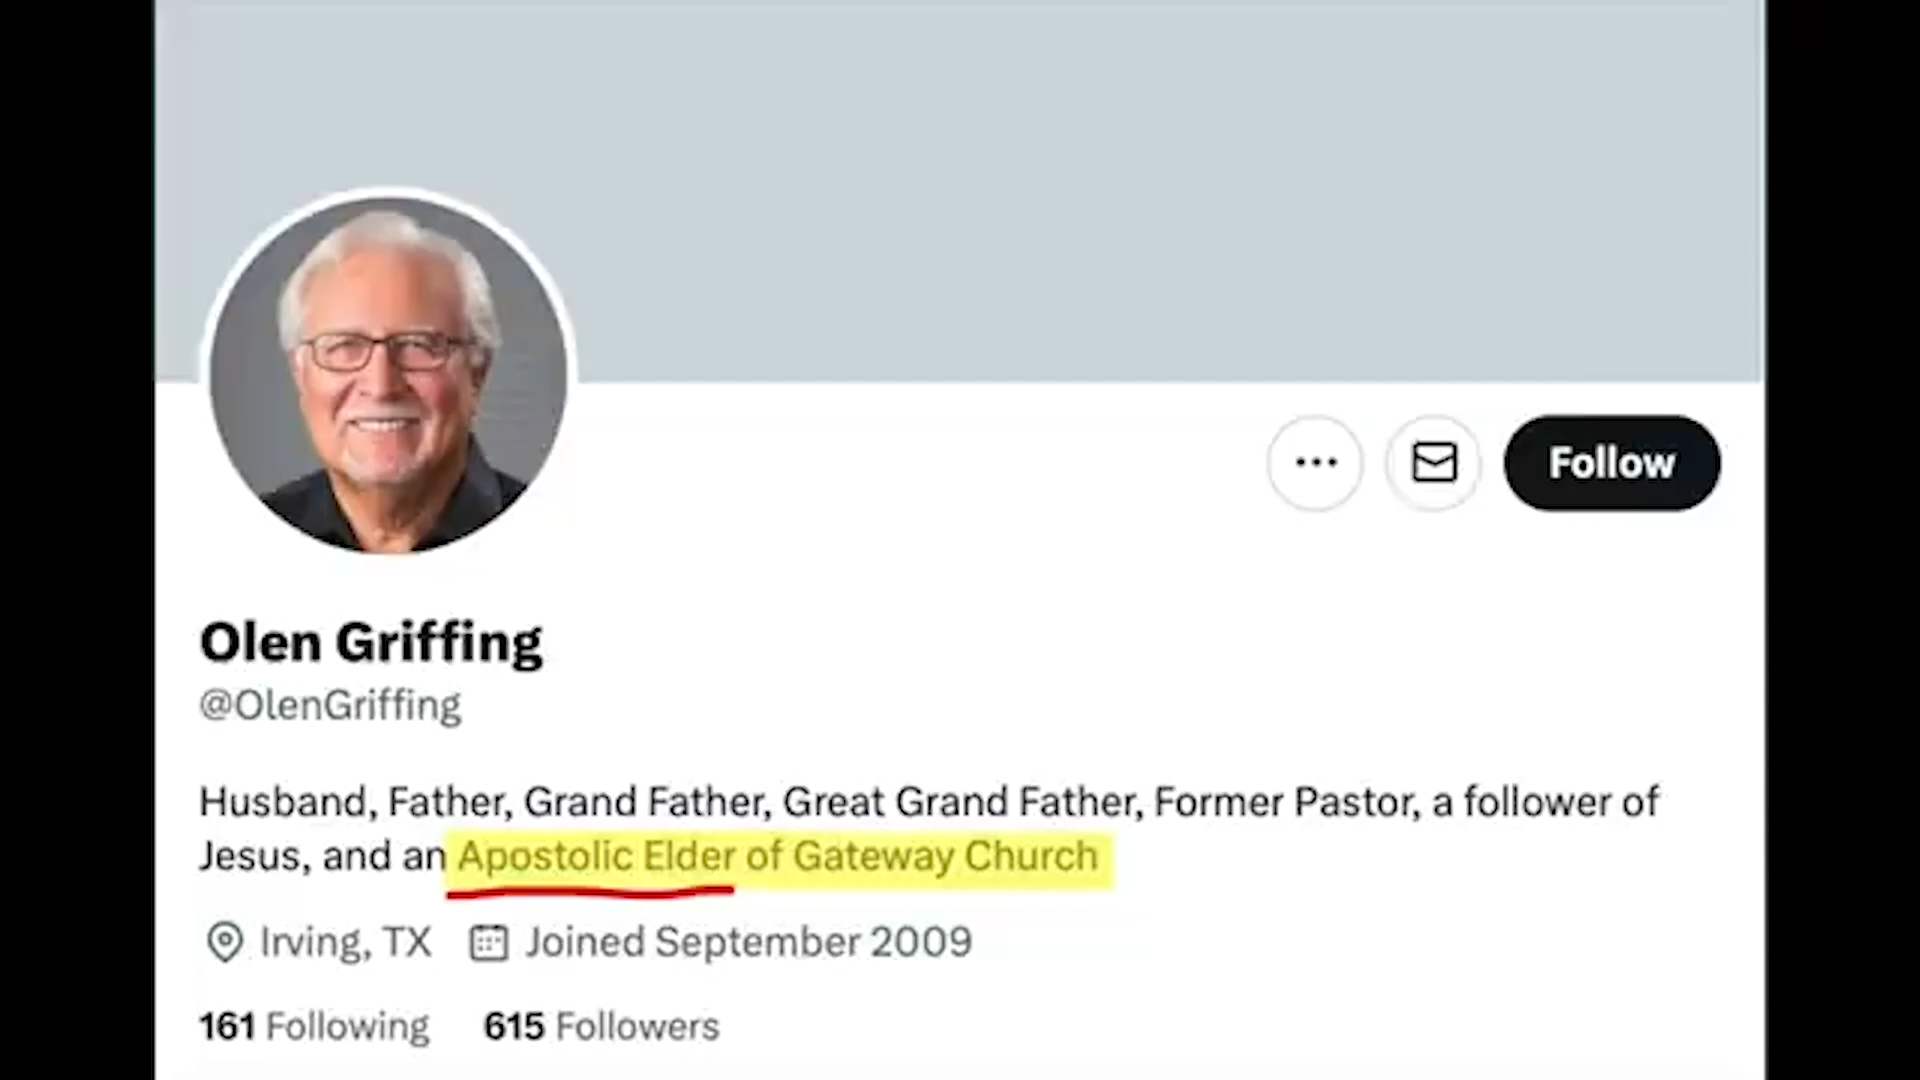 Follow
Olen Griffing
@OlenGriffing
Husband, Father, Grand Father, Great Grand Father, Former Pastor, a follower of
Jesus, and an Apostolic Elder of Gateway Church
Irving, TX Joined September 2009
161 Following 615 Followers